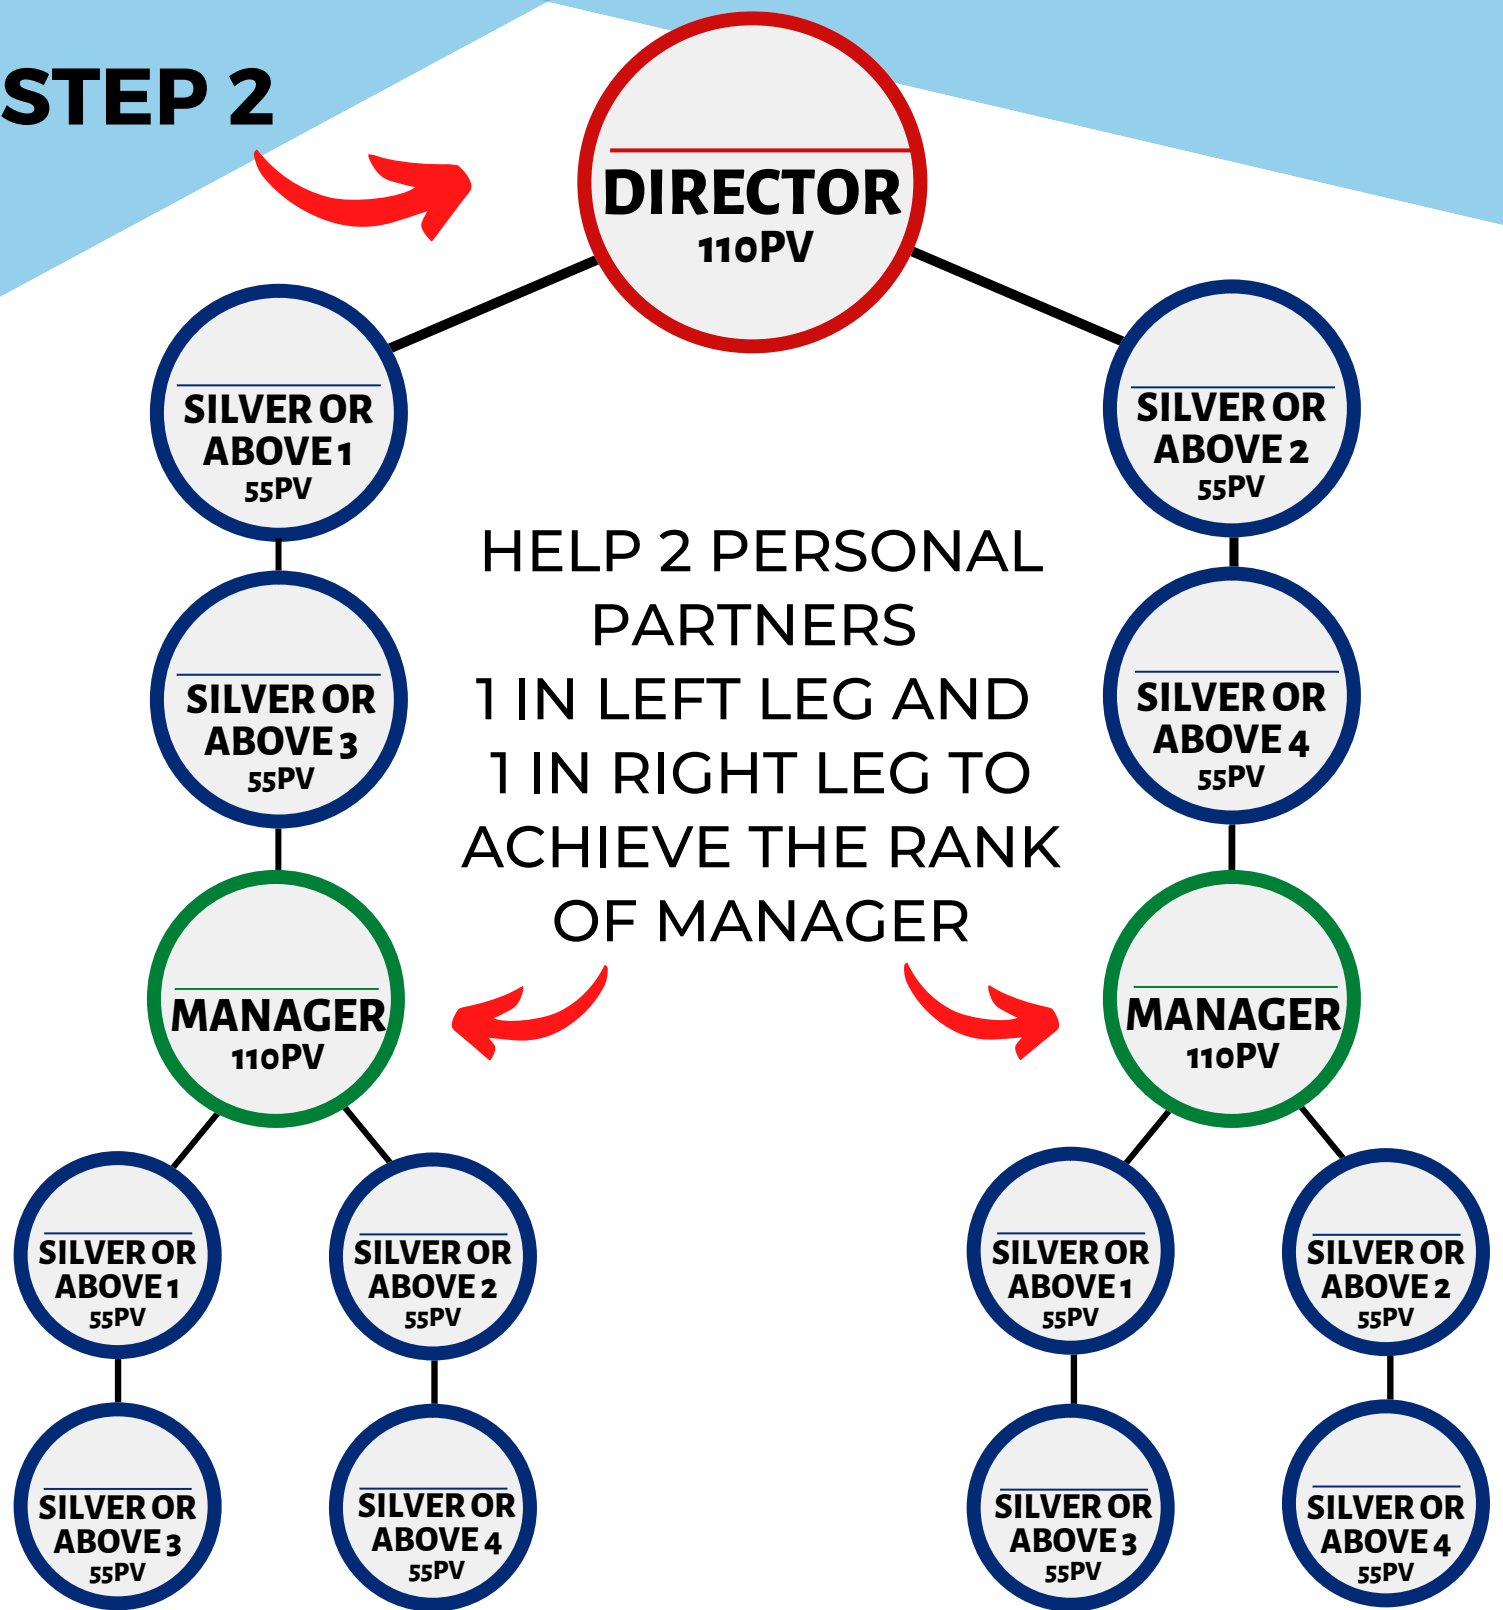 STEP 2
DIRECTOR
110PV
SILVER OR
ABOVE 1
55PV
SILVER OR
ABOVE 2
55PV
HELP 2 PERSONAL
PARTNERS
1 IN LEFT LEG AND
1 IN RIGHT LEG TO
ACHIEVE THE RANK
OF MANAGER
SILVER OR
ABOVE 3
55PV
SILVER OR
ABOVE 4
55PV
MANAGER
110PV
MANAGER
110PV
SILVER OR
ABOVE 1
55PV
SILVER OR
ABOVE 2
55PV
SILVER OR
ABOVE 1
55PV
SILVER OR
ABOVE 2
55PV
SILVER OR
ABOVE 3
55PV
SILVER OR
ABOVE 4
55PV
SILVER OR
ABOVE 3
55PV
SILVER OR
ABOVE 4
55PV